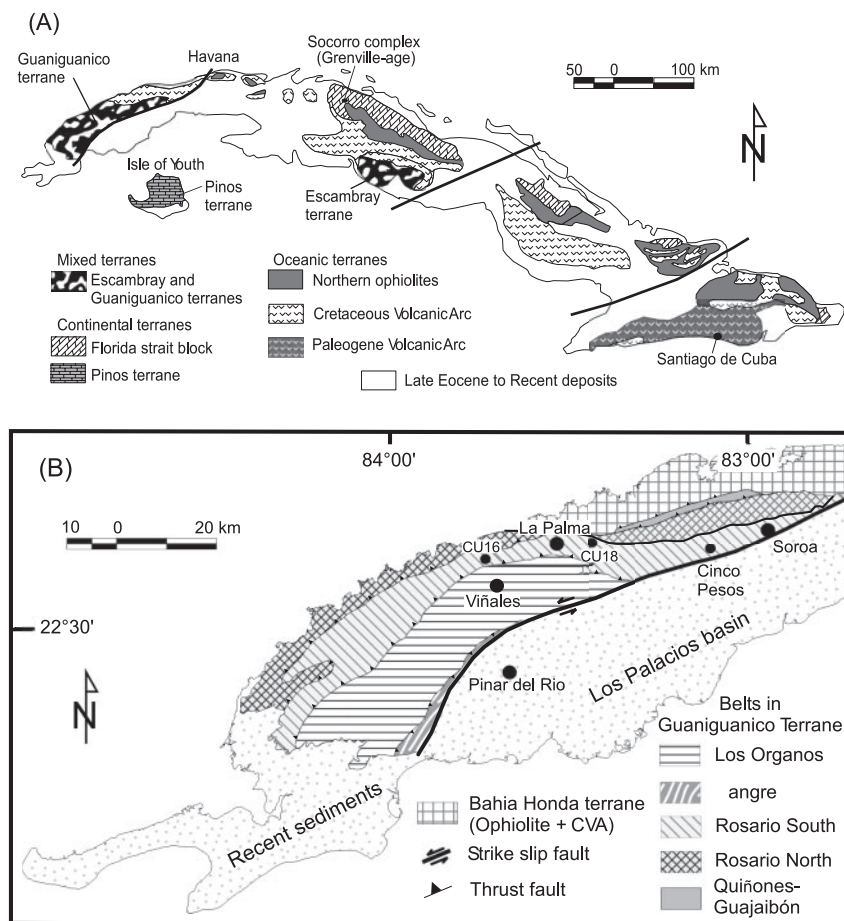 (A)
Guaniguanico
terrane
Havana
Socorro complex
(Grenville-age)
50 0 100 km
N
Isle of Youth
Pinos
terrane
Escambray
terrane
Mixed terranes
Escambray and
Guaniguanico terranes
Continental terranes
Florida strait block
Pinos terrane
Oceanic terranes
Northern ophiolites
Cretaceous Volcanic Arc
Paleogene Volcanic Arc
Late Eocene to Recent deposits
Santiago de Cuba
(B)
84°00' 83°00'
10 0 20 km
La Palma
CU16
CU18
Soroa
Cinco
Pesos
Viñales
22°30'
Pinar del Rio
Los Palacios basin
N
Recent sediments
Bahia Honda terrane
(Ophiolite + CVA)
Strike slip fault
Thrust fault
Belts in
Guaniguanico Terrane
Los Organos
angre
Rosario South
Rosario North
Quiñones-
Guajaibón